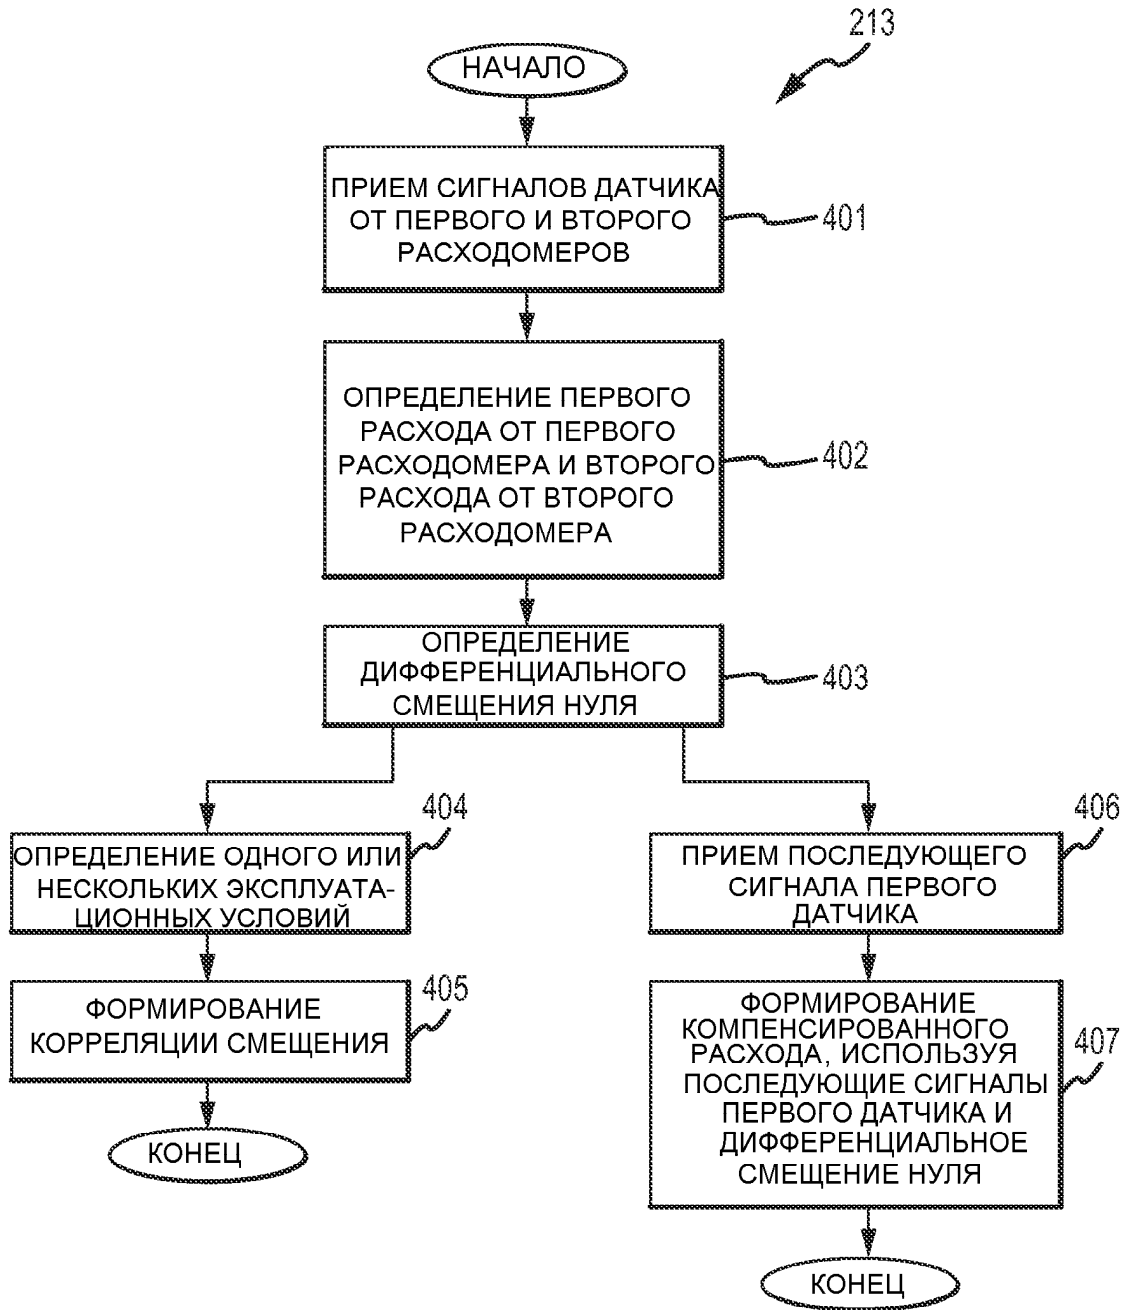 213
НАЧАЛО
ПРИЕМ СИГНАЛОВ ДАТЧИКА
ОТ ПЕРВОГО И ВТОРОГО
РАСХОДОМЕРОВ
401
ОПРЕДЕЛЕНИЕ ПЕРВОГО
РАСХОДА ОТ ПЕРВОГО
РАСХОДОМЕРА И ВТОРОГО
РАСХОДА ОТ ВТОРОГО
РАСХОДОМЕРА
402
ОПРЕДЕЛЕНИЕ
ДИФФЕРЕНЦИАЛЬНОГО
СМЕЩЕНИЯ НУЛЯ
403
404
ОПРЕДЕЛЕНИЕ ОДНОГО ИЛИ
НЕСКОЛЬКИХ ЭКСПЛУАТА-
ЦИОННЫХ УСЛОВИЙ
405
ФОРМИРОВАНИЕ
КОРРЕЛЯЦИИ СМЕЩЕНИЯ
КОНЕЦ
406
ПРИЕМ ПОСЛЕДУЮЩЕГО
СИГНАЛА ПЕРВОГО
ДАТЧИКА
407
ФОРМИРОВАНИЕ
КОМПЕНСИРОВАННОГО
РАСХОДА, ИСПОЛЬЗУЯ
ПОСЛЕДУЮЩИЕ СИГНАЛЫ
ПЕРВОГО ДАТЧИКА И
ДИФФЕРЕНЦИАЛЬНОЕ
СМЕЩЕНИЕ НУЛЯ
КОНЕЦ